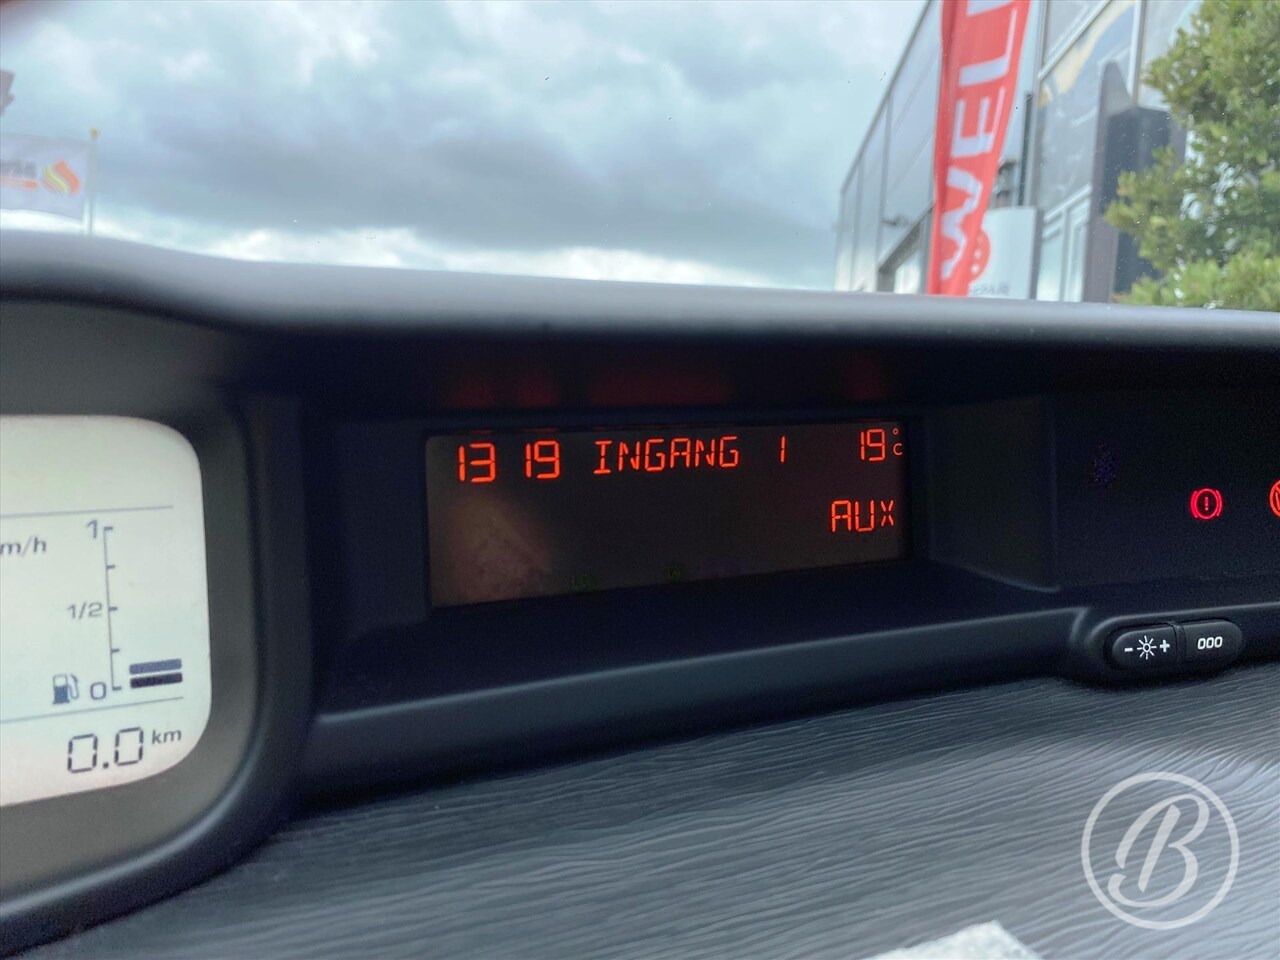 WEL
13 19 INGANG 1 19°C
AUX
m/h
1
1/2
0
0.0 km
- +
000
B